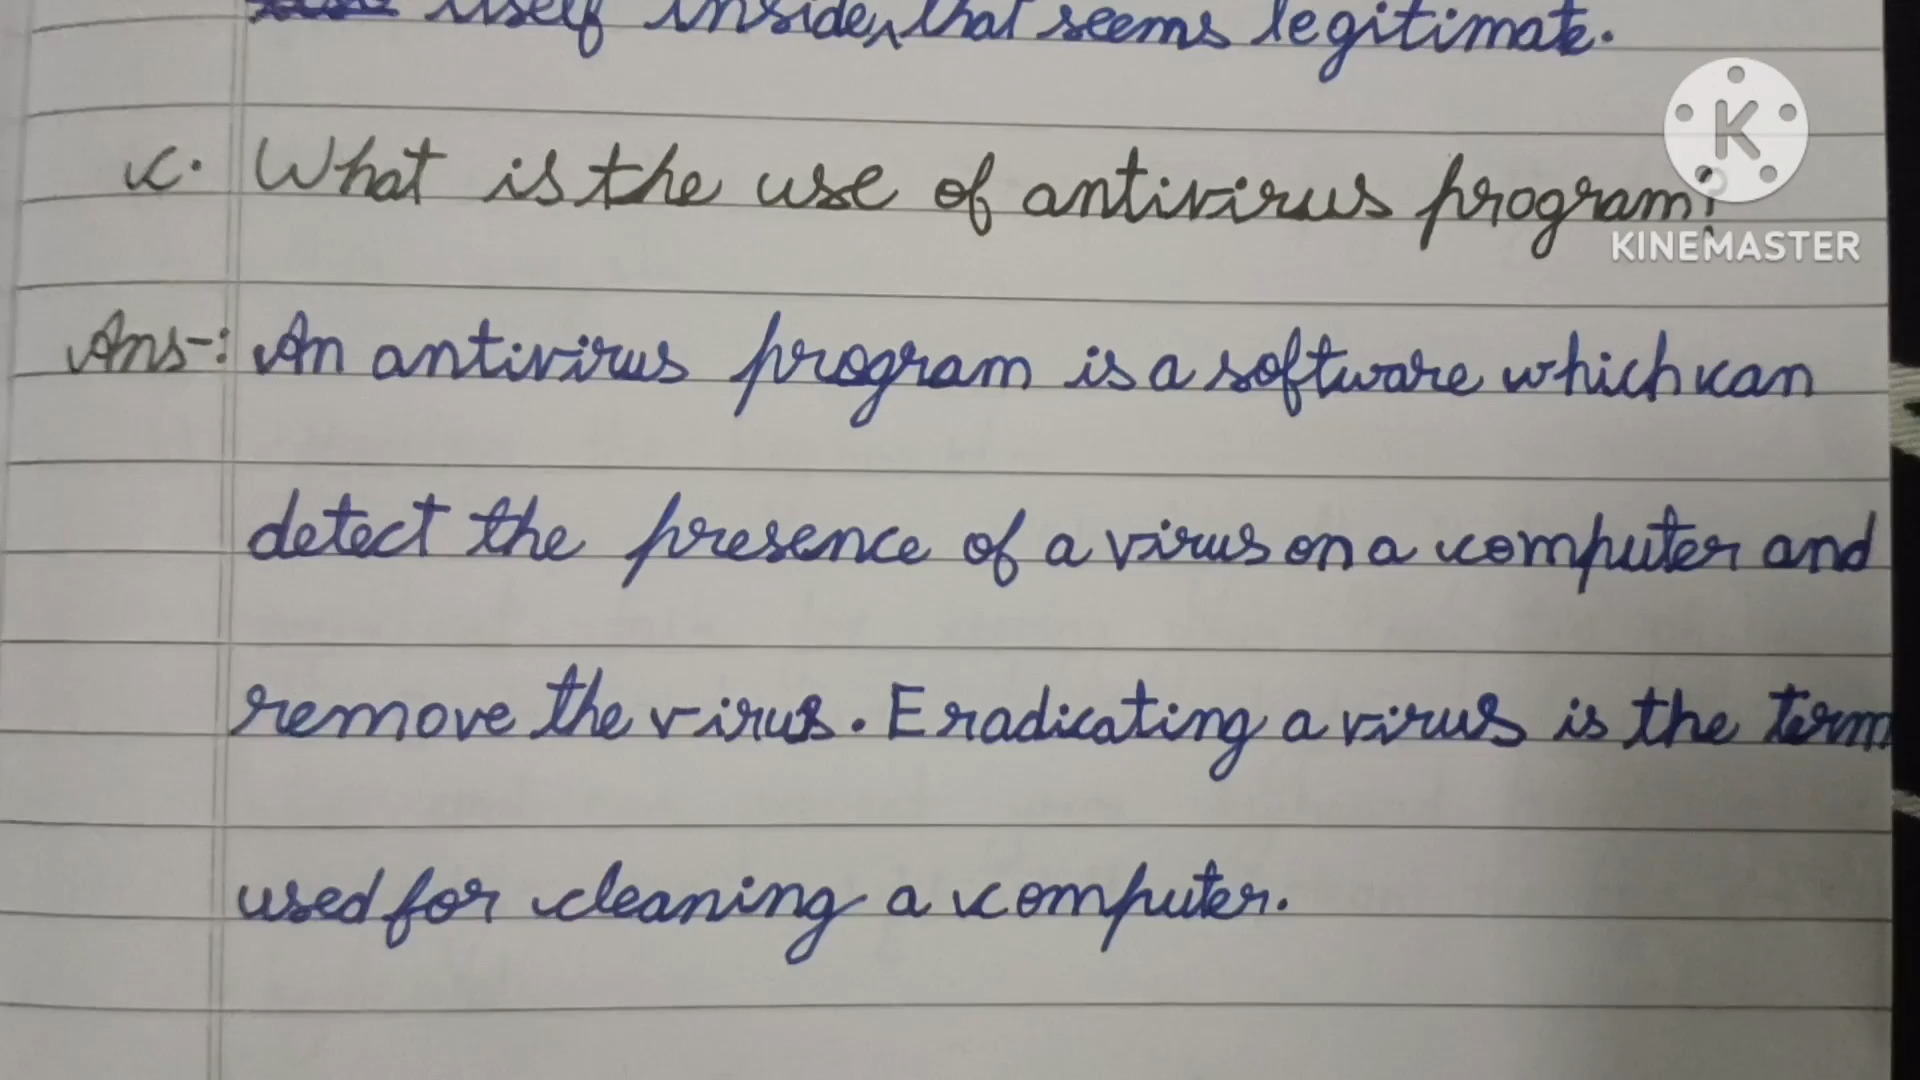 itself inside, that seems legitimate.
K
c. What is the use of antivirus program?
KINEMASTER
Ans-: An antivirus program is a software which can
detect the presence of a virus on a computer and
remove the virus. Eradicating a virus is the term
used for cleaning a computer.